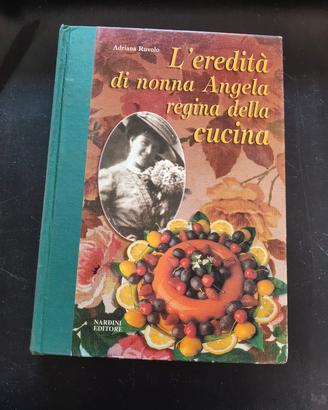 Adriana Ruvolo
L'eredità
di nonna Angela
regina della
cucina
NARDINI
EDITORE